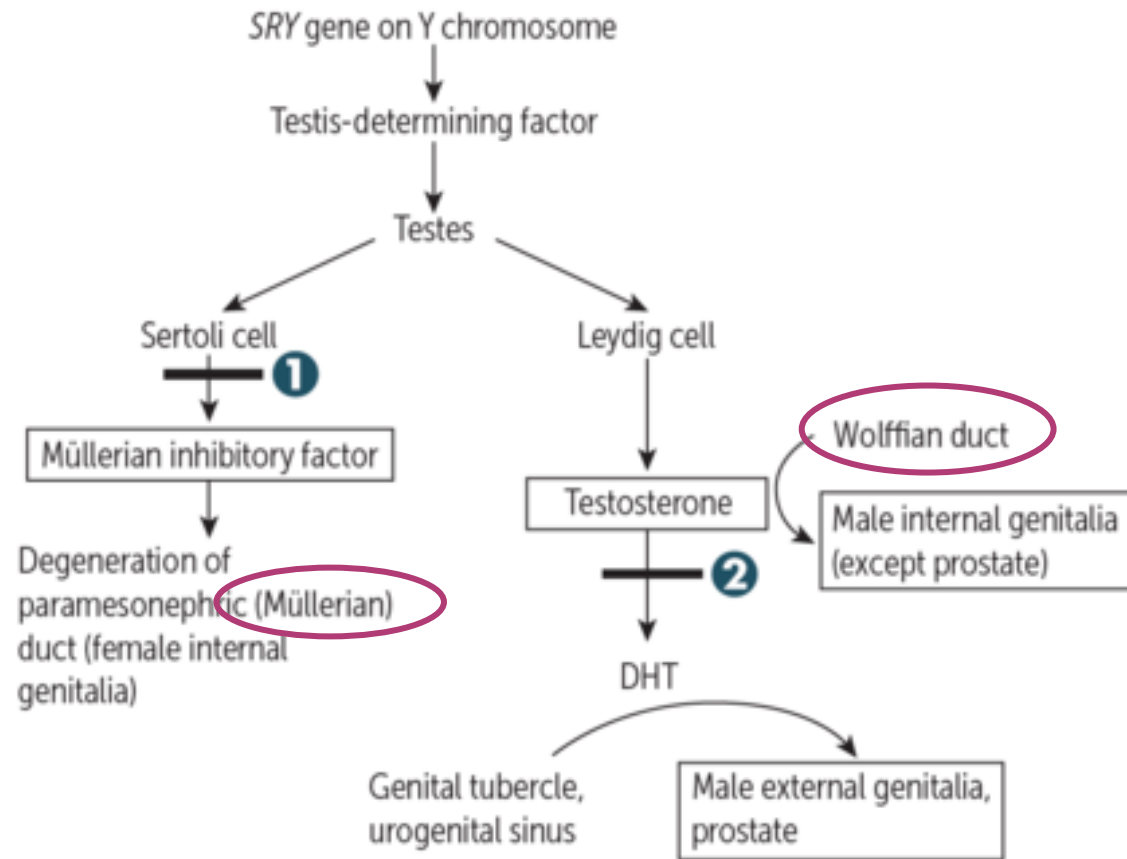 SRY gene on Y chromosome
Testis-determining factor
Testes
Sertoli cell
Leydig cell
1
Müllerian inhibitory factor
Wolffian duct
Testosterone
Male internal genitalia
(except prostate)
Degeneration of
paramesonephric (Müllerian)
duct (female internal
genitalia)
2
DHT
Genital tubercle,
urogenital sinus
Male external genitalia,
prostate